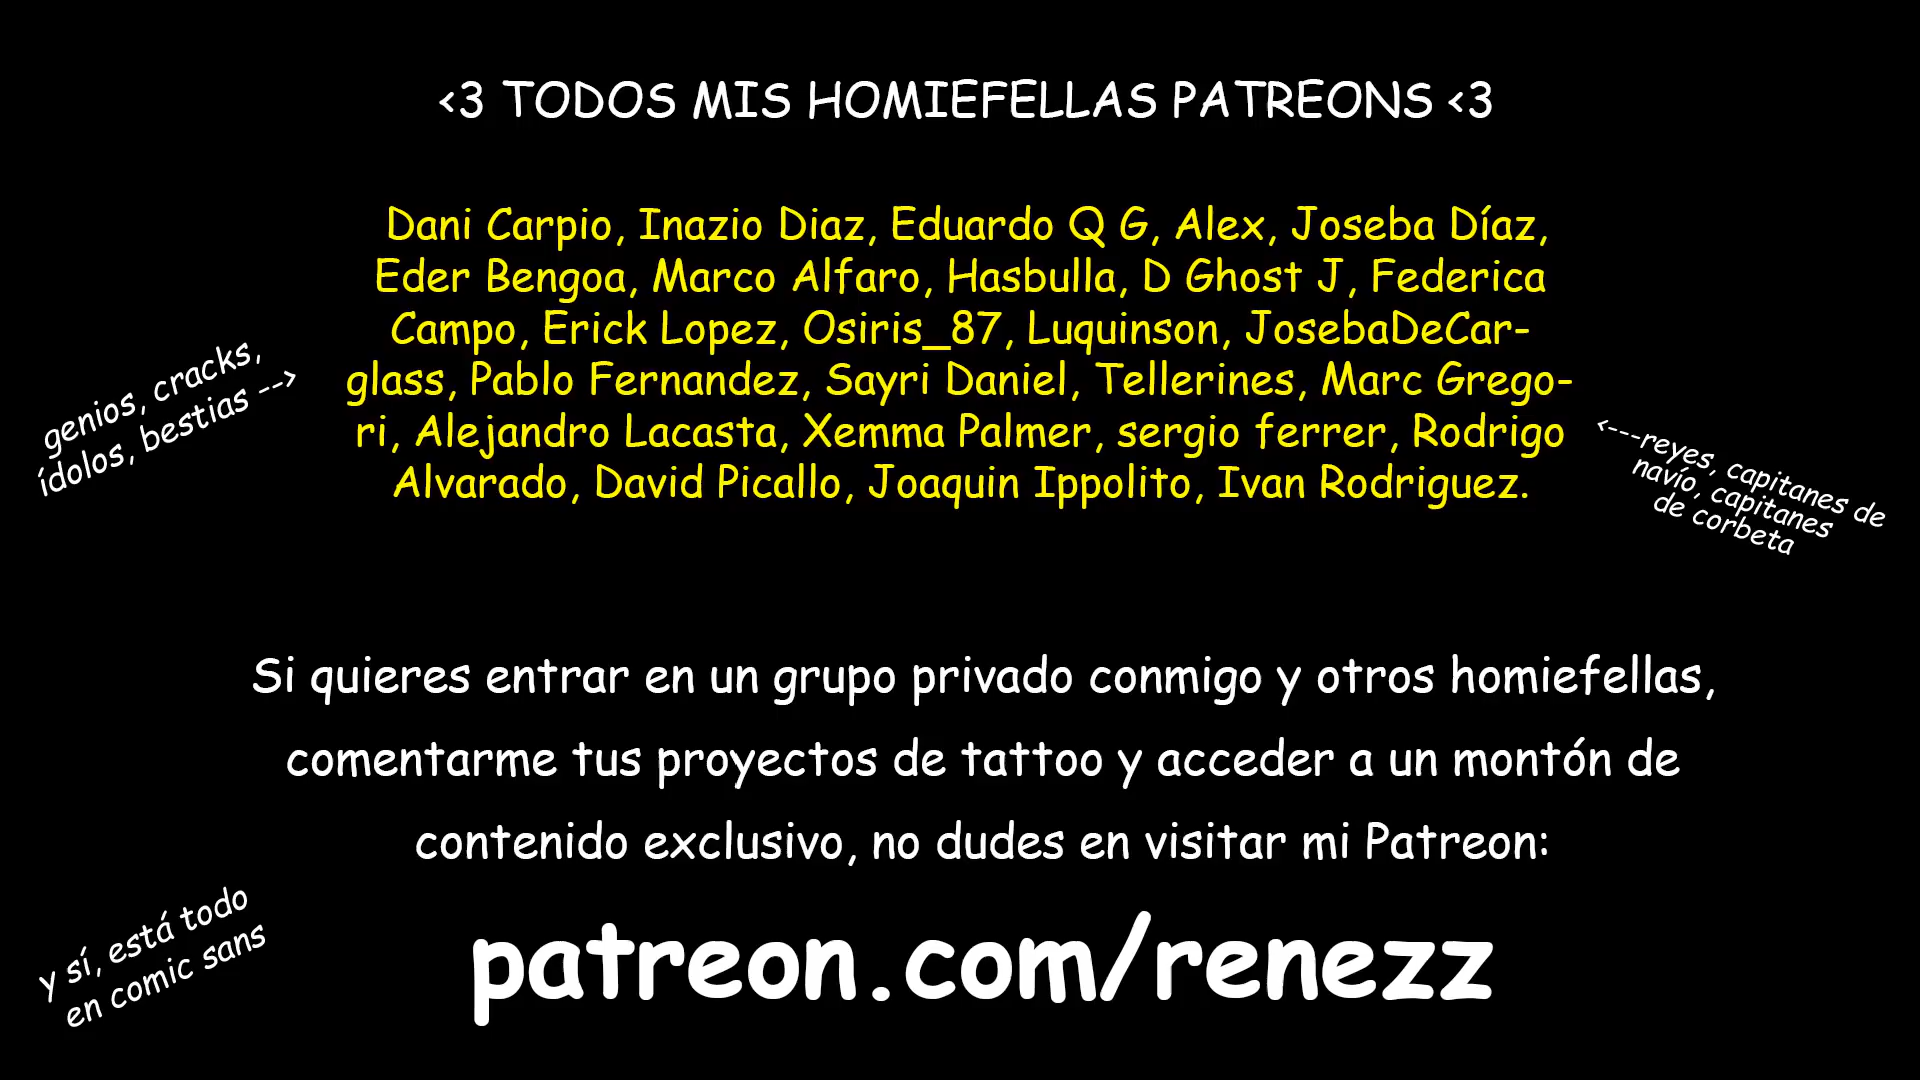 <3 TODOS MIS HOMIEFELLAS PATREONS <3
Dani Carpio, Inazio Diaz, Eduardo Q G, Alex, Joseba Díaz,
Eder Bengoa, Marco Alfaro, Hasbulla, D Ghost J, Federica
Campo, Erick Lopez, Osiris_87, Luquinson, JosebaDeCar-
glass, Pablo Fernandez, Sayri Daniel, Tellerines, Marc Grego-
ri, Alejandro Lacasta, Xemma Palmer, sergio ferrer, Rodrigo
Alvarado, David Picallo, Joaquin Ippolito, Ivan Rodriguez.
genios, cracks,
ídolos, bestias -->
<---reyes, capitanes de
navío, capitanes
de corbeta
Si quieres entrar en un grupo privado conmigo y otros homiefellas,
comentarme tus proyectos de tattoo y acceder a un montón de
contenido exclusivo, no dudes en visitar mi Patreon:
patreon.com/renezz
y sí, está todo
en comic sans